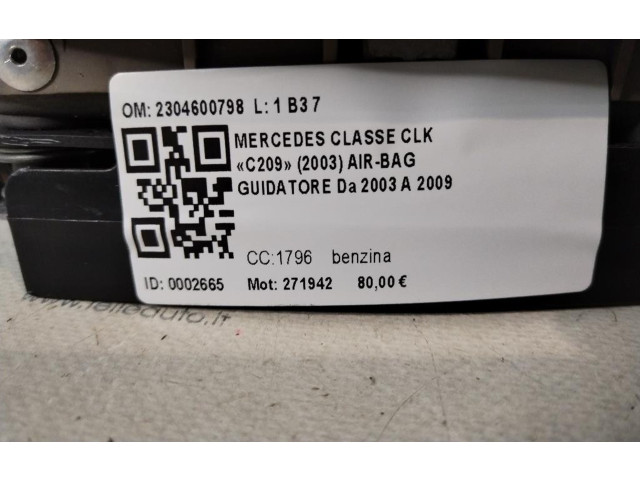 OM: 2304600798 L: 1 B3 7
MERCEDES CLASSE CLK
«C209» (2003) AIR-BAG
GUIDATORE Da 2003 A 2009
CC:1796 benzina
ID: 0002665 Mot: 271942 80,00 €